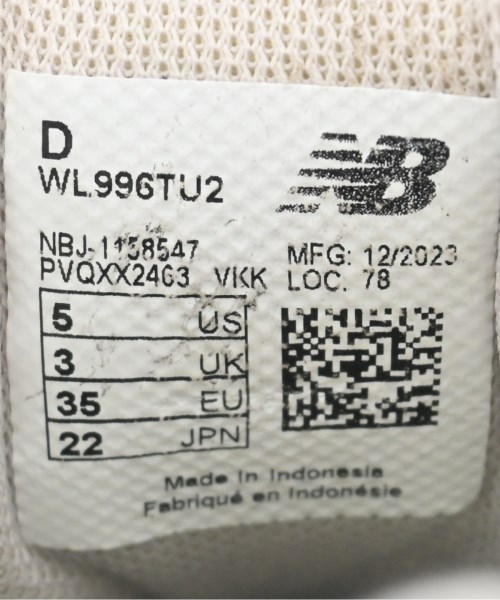 D
WL996TU2
NB
NBJ-1158547
PVQXX2463 VKK
MFG: 12/2023
LOC. 78
5 US
3 UK
35 EU
22 JPN
Made in Indonesia
Fabriqué en Indonésie